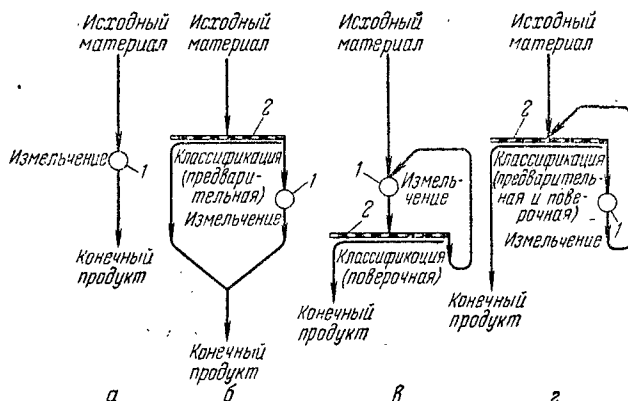 Исходный
материал
Измельчение
1
Конечный
продукт
а
Исходный
материал
2
Классификация
(предвари-
тельная)
1
Измельчение
Конечный
продукт
б
Исходный
материал
1
Измель-
чение
2
Классификация
(поверочная)
Конечный
продукт
в
Исходный
материал
2
Классификация
(предваритель-
ная и пове-
рочная)
1
Измельчение
Конечный
продукт
г